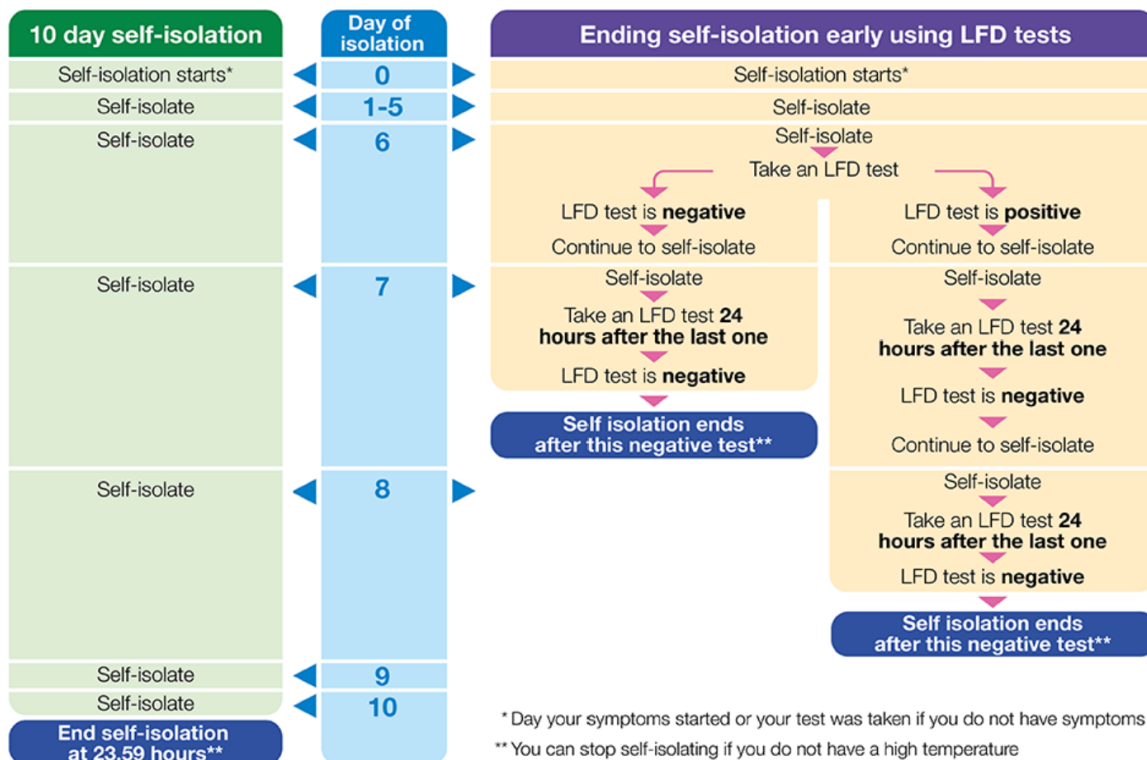 10 day self-isolation
Day of
isolation
Ending self-isolation early using LFD tests
Self-isolation starts*
0
Self-isolation starts*
Self-isolate
1-5
Self-isolate
Self-isolate
6
Self-isolate
Take an LFD test
LFD test is negative
LFD test is positive
Continue to self-isolate
Continue to self-isolate
Self-isolate
7
Self-isolate
Self-isolate
Take an LFD test 24
hours after the last one
Take an LFD test 24
hours after the last one
LFD test is negative
LFD test is negative
Self isolation ends
after this negative test**
Continue to self-isolate
Self-isolate
8
Self-isolate
Take an LFD test 24
hours after the last one
LFD test is negative
Self isolation ends
after this negative test**
Self-isolate
9
Self-isolate
10
End self-isolation
at 23.59 hours**
* Day your symptoms started or your test was taken if you do not have symptoms
** You can stop self-isolating if you do not have a high temperature